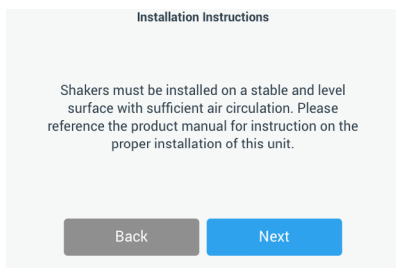 Installation Instructions
Shakers must be installed on a stable and level
surface with sufficient air circulation. Please
reference the product manual for instruction on the
proper installation of this unit.
Back
Next